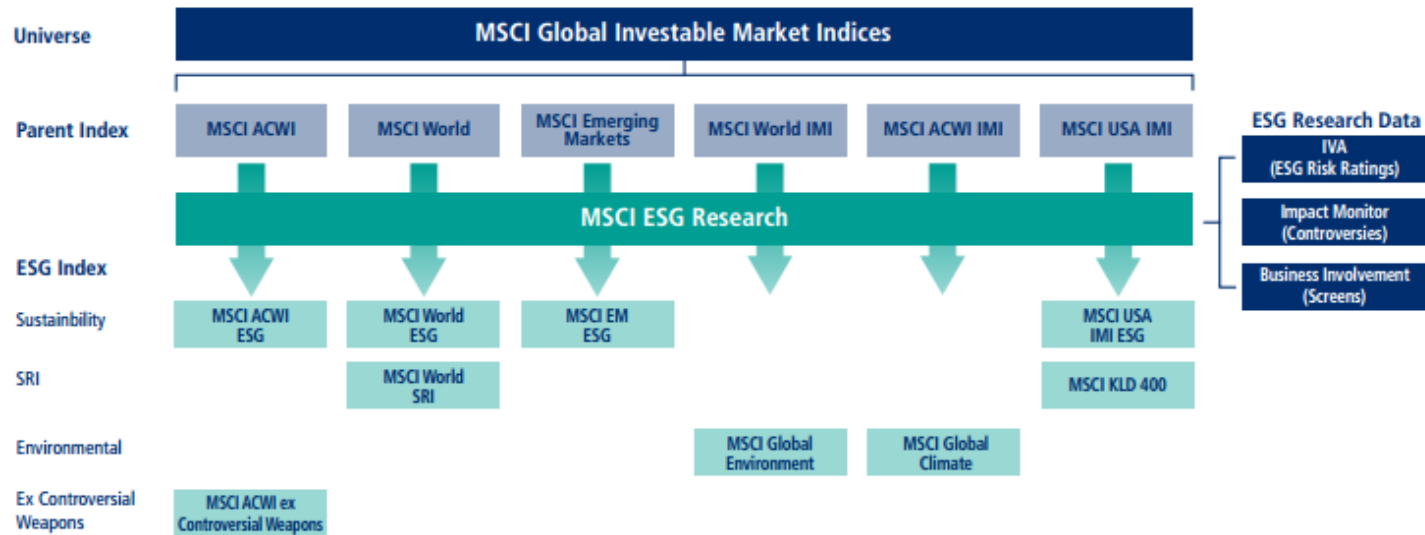 Universe
MSCI Global Investable Market Indices
Parent Index
MSCI ACWI
MSCI World
MSCI Emerging
Markets
MSCI World IMI
MSCI ACWI IMI
MSCI USA IMI
ESG Research Data
IVA
(ESG Risk Ratings)
Impact Monitor
(Controversies)
Business Involvement
(Screens)
MSCI ESG Research
ESG Index
Sustainbility
MSCI ACWI
ESG
MSCI World
ESG
MSCI EM
ESG
MSCI USA
IMI ESG
SRI
MSCI World
SRI
MSCI KLD 400
Environmental
MSCI Global
Environment
MSCI Global
Climate
Ex Controversial
Weapons
MSCI ACWI ex
Controversial Weapons